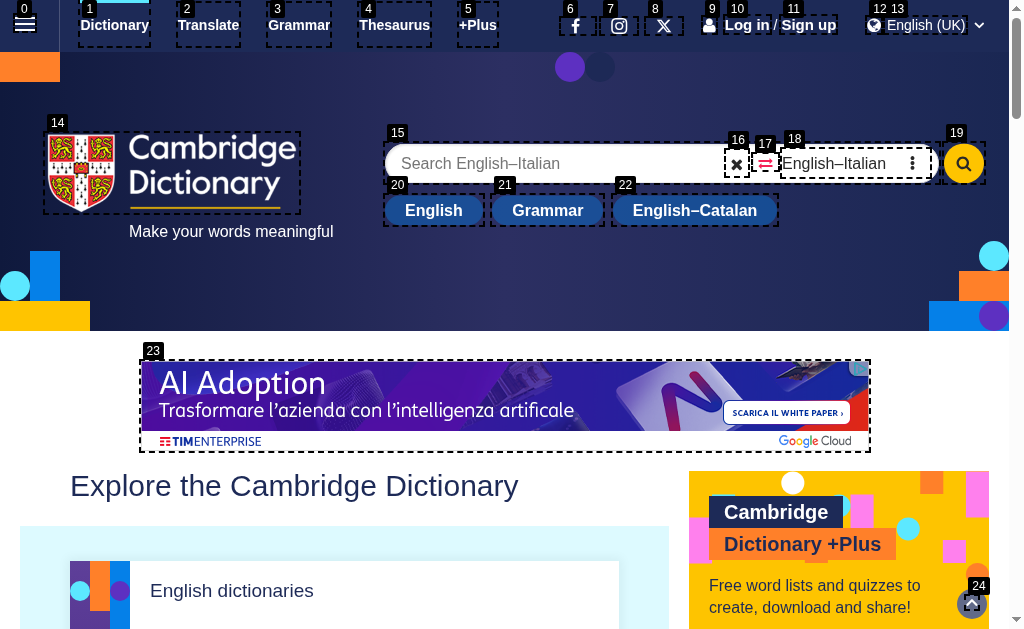 0
1
2
3
4
5
6
7
8
9
10
11
12
13
Dictionary
Translate
Grammar
Thesaurus
+Plus
Log in / Sign up
English (UK)
14
15
16
17
18
19
Cambridge
Dictionary
Make your words meaningful
Search English–Italian
English–Italian
20
21
22
English
Grammar
English–Catalan
23
AI Adoption
Trasformare l'azienda con l'intelligenza artificale
SCARICA IL WHITE PAPER ›
TIM ENTERPRISE
Google Cloud
Explore the Cambridge Dictionary
English dictionaries
Cambridge
Dictionary +Plus
Free word lists and quizzes to
create, download and share!
24